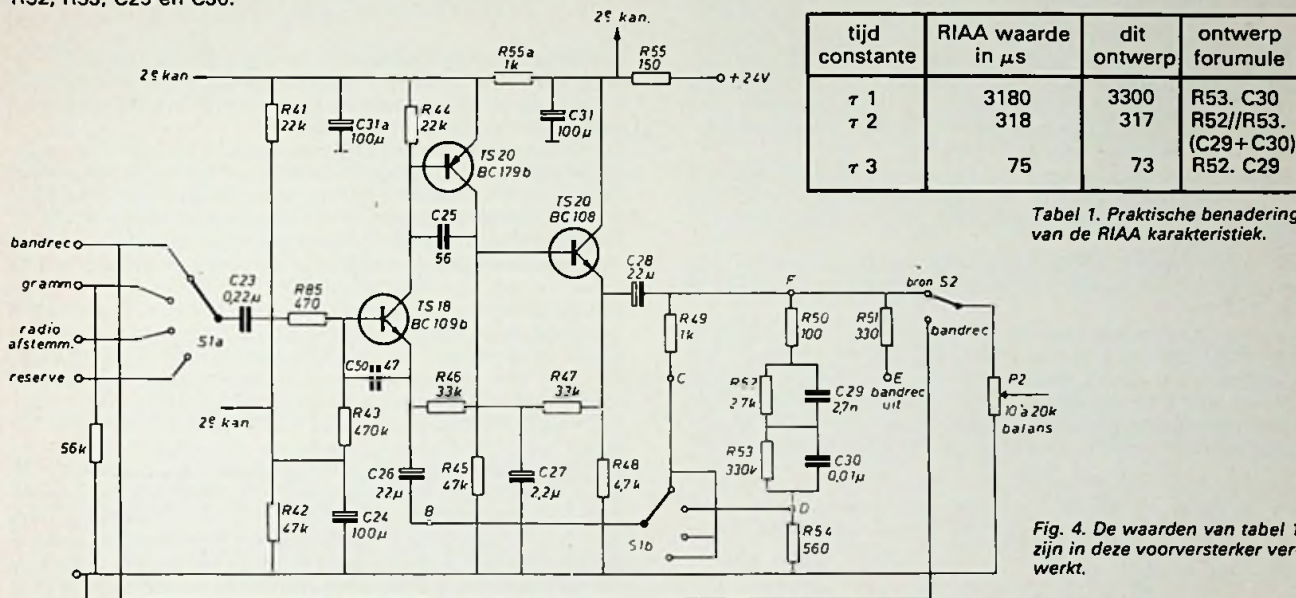 R52, R53, C29 en C30.
2e kan.
R55a
1k
R55
150
2e kan
+ 24V
R41
22k
C31a
100µ
R44
22k
C31
100µ
TS20
BC179b
TS20
BC108
C25
56
bandrec
gramm
radio
afstemm.
reserve
S1a
C23
0,22µ
R85
470
TS18
BC109b
C28
22µ
F
bron S2
bandrec
R49
1k
C
R50
100
R51
330
E
bandrec
uit
C50
47
R46
33k
R47
33k
R52
27k
C29
2,7n
P2
10 à 20k
balans
2e kan
R43
470k
56k
C26
22µ
R45
47k
C27
2,2µ
R48
4,7k
R53
330k
C30
0,01µ
B
D
R42
47k
C24
100µ
S1b
R54
560
tijd constante | RIAA waarde in µs | dit ontwerp | ontwerp forumule
τ 1 3180 3300 R53. C30
τ 2 318 317 R52//R53.
(C29+C30)
τ 3 75 73 R52. C29
Tabel 1. Praktische benadering
van de RIAA karakteristiek.
Fig. 4. De waarden van tabel 1
zijn in deze voorversterker ver-
werkt.